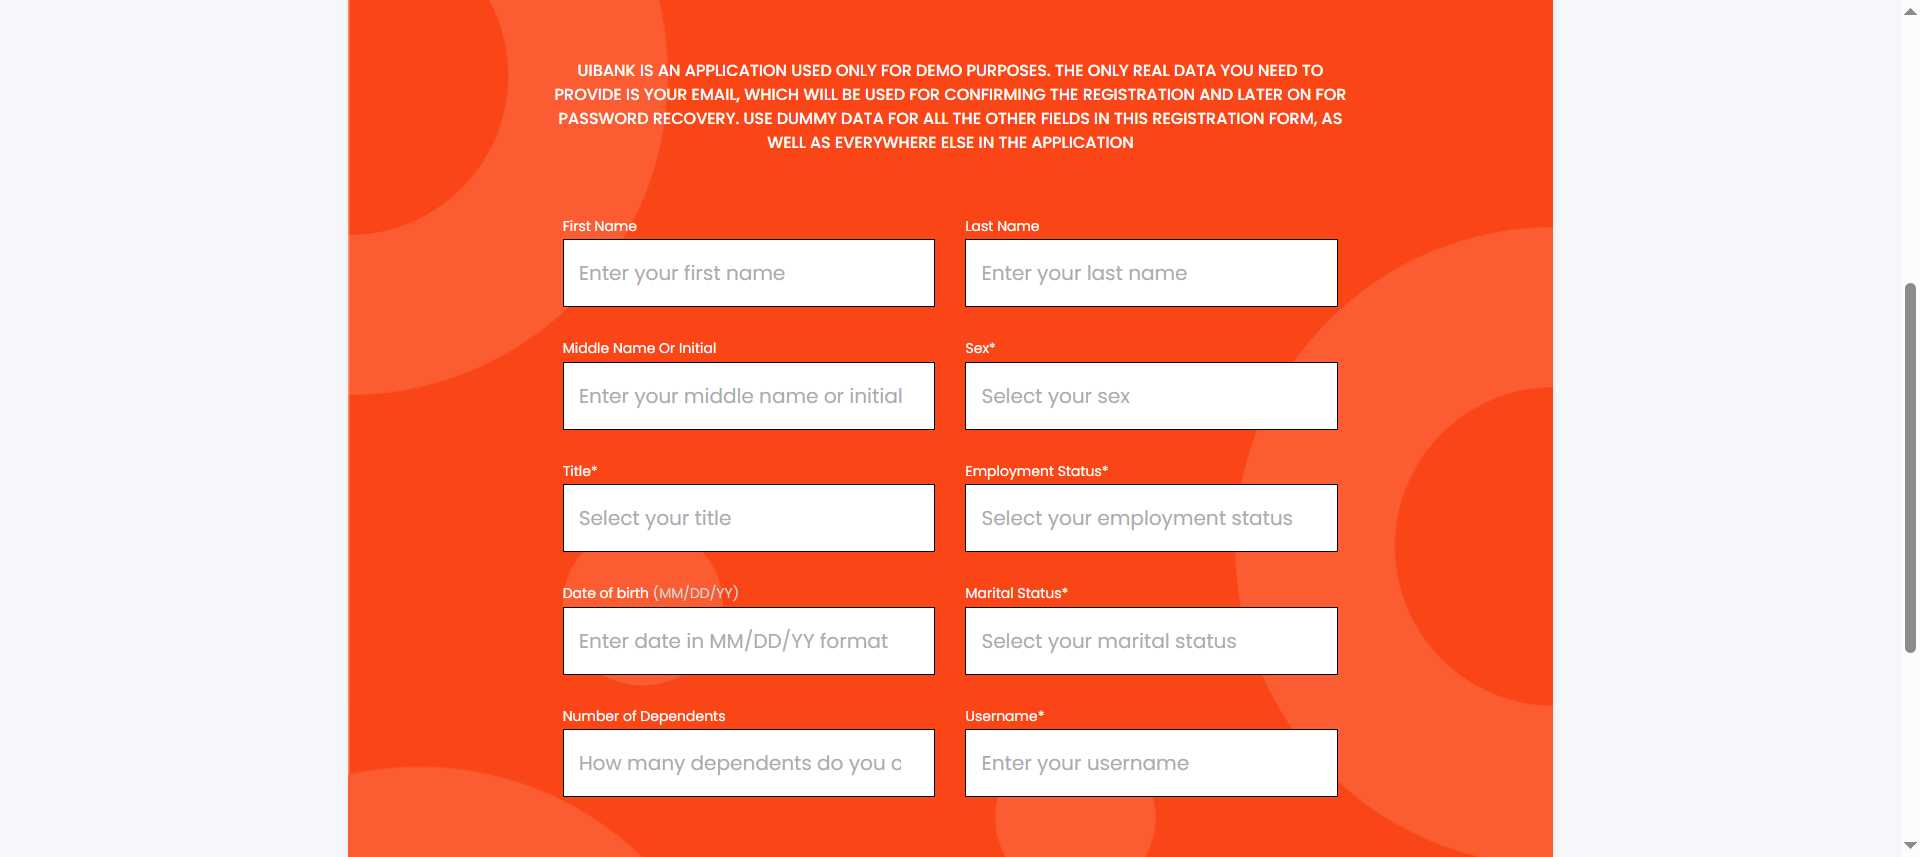 UIBANK IS AN APPLICATION USED ONLY FOR DEMO PURPOSES. THE ONLY REAL DATA YOU NEED TO
PROVIDE IS YOUR EMAIL, WHICH WILL BE USED FOR CONFIRMING THE REGISTRATION AND LATER ON FOR
PASSWORD RECOVERY. USE DUMMY DATA FOR ALL THE OTHER FIELDS IN THIS REGISTRATION FORM, AS
WELL AS EVERYWHERE ELSE IN THE APPLICATION
First Name
Enter your first name
Last Name
Enter your last name
Middle Name Or Initial
Enter your middle name or initial
Sex*
Select your sex
Title*
Select your title
Employment Status*
Select your employment status
Date of birth (MM/DD/YY)
Enter date in MM/DD/YY format
Marital Status*
Select your marital status
Number of Dependents
How many dependents do you
Username*
Enter your username